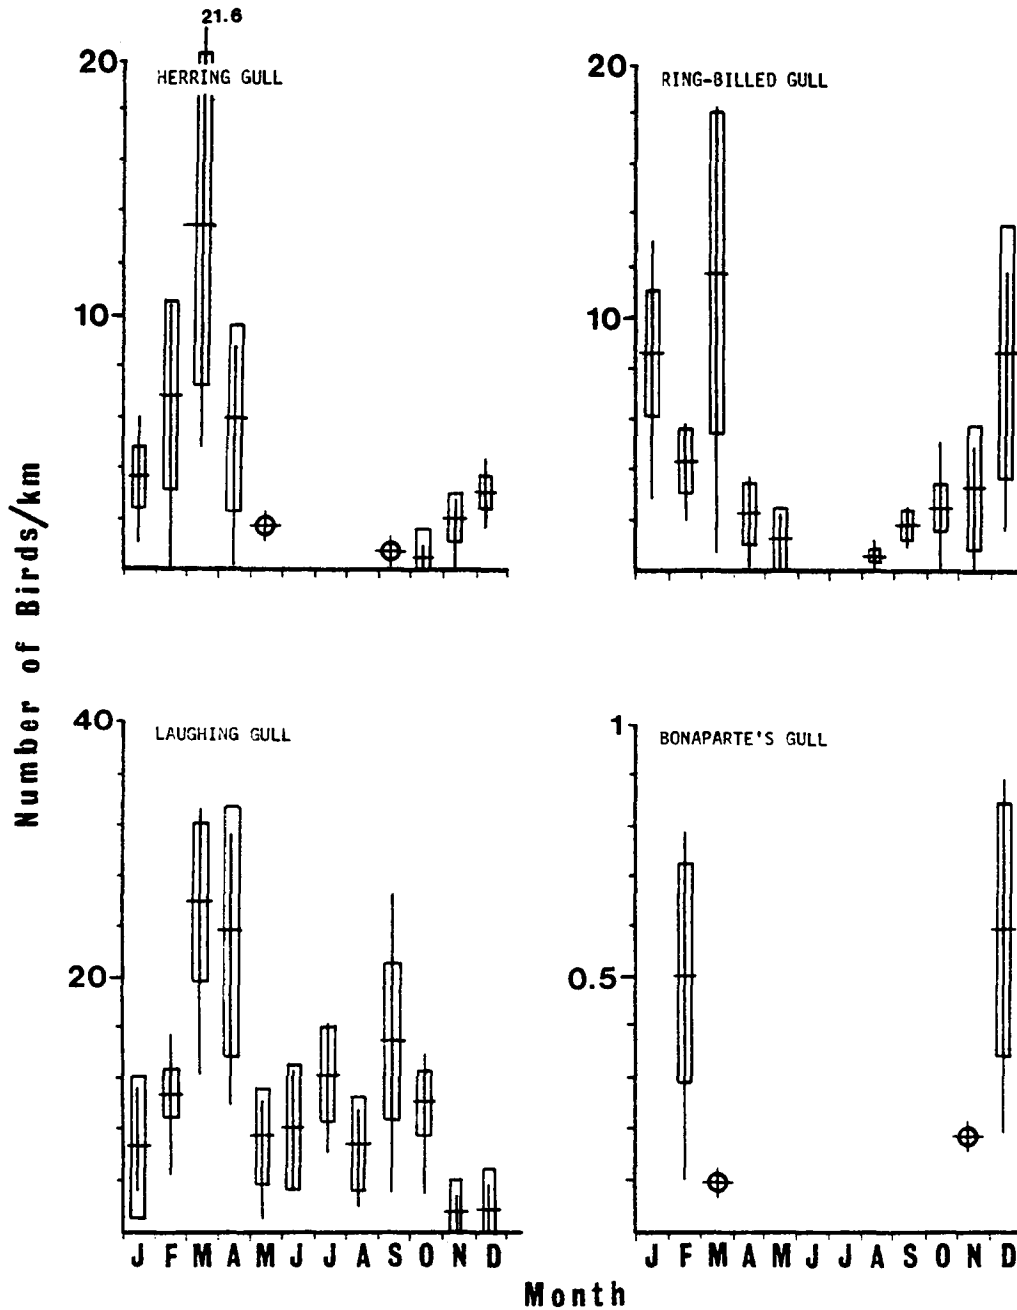 21.6
20
HERRING GULL
10
20
RING-BILLED GULL
10
Number of Birds/km
40
LAUGHING GULL
20
1
BONAPARTE'S GULL
0.5
J F M A M J J A S O N D
J F M A M J J A S O N D
Month